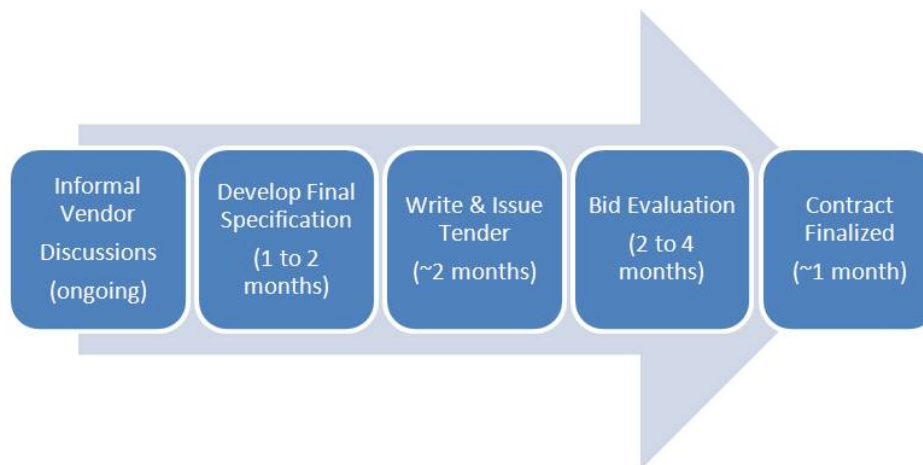 Informal
Vendor
Discussions
(ongoing)
Develop Final
Specification
(1 to 2
months)
Write & Issue
Tender
(~2 months)
Bid Evaluation
(2 to 4
months)
Contract
Finalized
(~1 month)